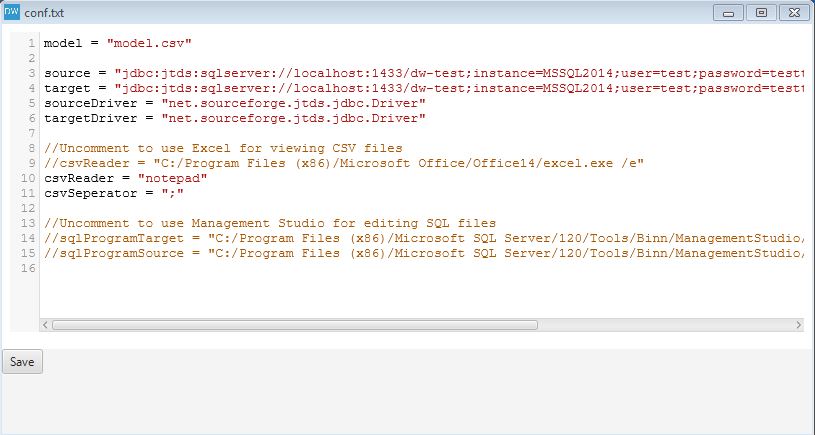 DW conf.txt
1 model = "model.csv"
2
3 source = "jdbc:jtds:sqlserver://localhost:1433/dw-test;instance=MSSQL2014;user=test;password=testt
4 target = "jdbc:jtds:sqlserver://localhost:1433/dw-test;instance=MSSQL2014;user=test;password=testt
5 sourceDriver = "net.sourceforge.jtds.jdbc.Driver"
6 targetDriver = "net.sourceforge.jtds.jdbc.Driver"
7
8 //Uncomment to use Excel for viewing CSV files
9 //csvReader = "C:/Program Files (x86)/Microsoft Office/Office14/excel.exe /e"
10 csvReader = "notepad"
11 csvSeperator = ";"
12
13 //Uncomment to use Management Studio for editing SQL files
14 //sqlProgramTarget = "C:/Program Files (x86)/Microsoft SQL Server/120/Tools/Binn/ManagementStudio/
15 //sqlProgramSource = "C:/Program Files (x86)/Microsoft SQL Server/120/Tools/Binn/ManagementStudio/
16
Save